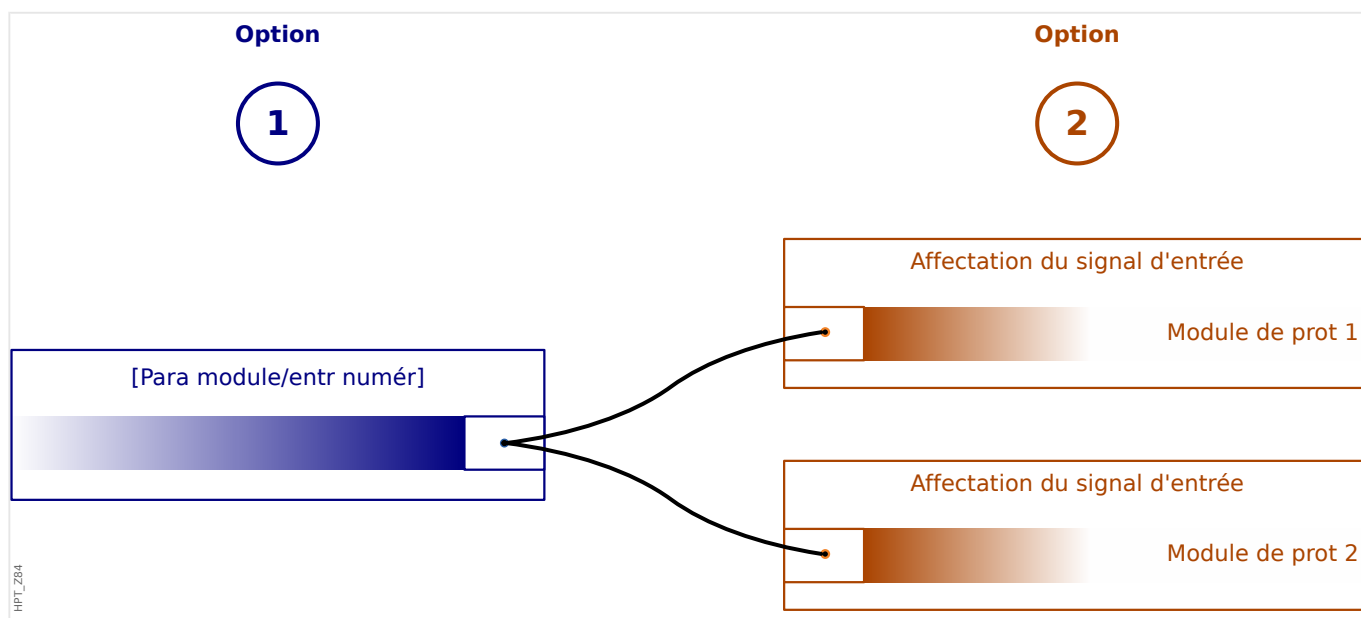 Option
1
[Para module/entr numér]
Option
2
Affectation du signal d'entrée
Module de prot 1
Affectation du signal d'entrée
Module de prot 2
HPT_Z84